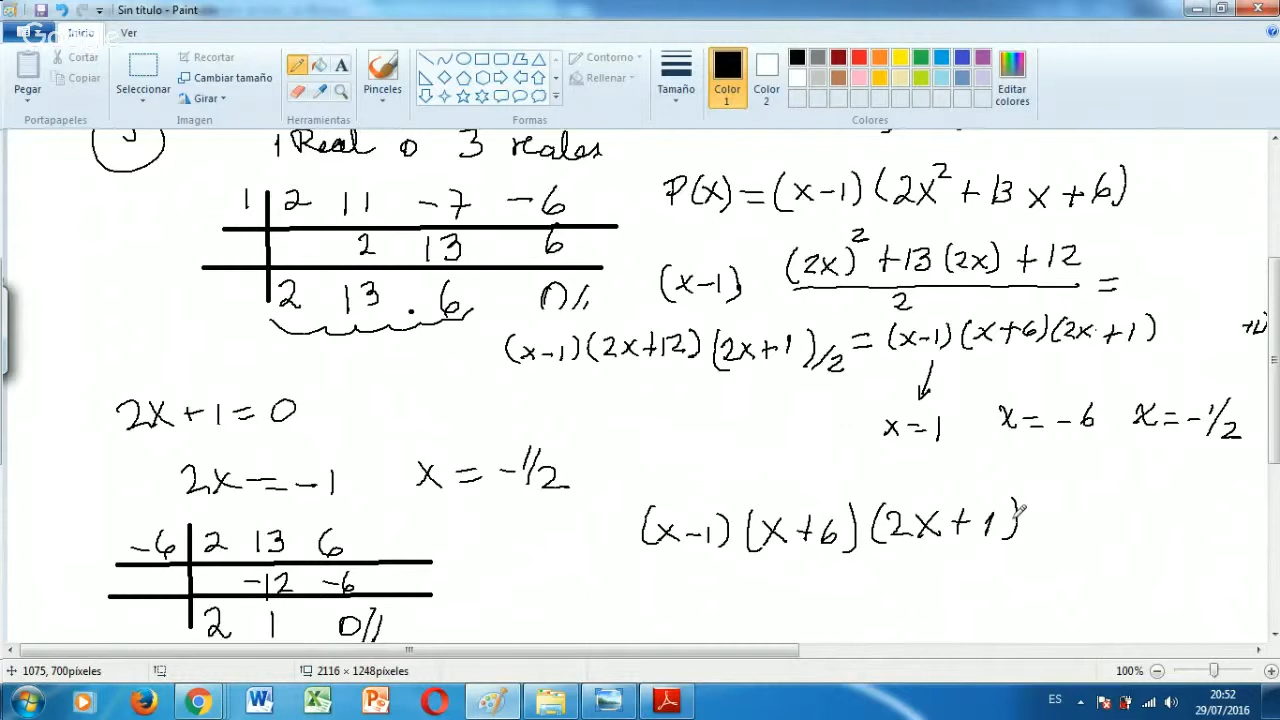 Sin título - Paint
Inicio Ver
Pegar
Cortar
Copiar
Portapapeles
Seleccionar
Recortar
Cambiar tamaño
Girar
Imagen
Herramientas
Pinceles
Contorno
Rellenar
Formas
Tamaño
Color 1
Color 2
Editar colores
Colores
1 Real o 3 reales
1 | 2 11 -7 -6
2 13 6
2 13 . 6 0//
P(x) = (x-1)(2x² + 13x + 6)
(x-1) (2x)² + 13(2x) + 12 =
2
(x-1)(2x+12)(2x+1)/2 = (x-1)(x+6)(2x+1)
x = 1 x = -6 x = -1/2
2x + 1 = 0
2x = -1 x = -1/2
(x-1)(x+6)(2x+1)
-6 | 2 13 6
-12 -6
2 1 0//
1075, 700píxeles
2116 × 1248píxeles
100%
ES
20:52
29/07/2016